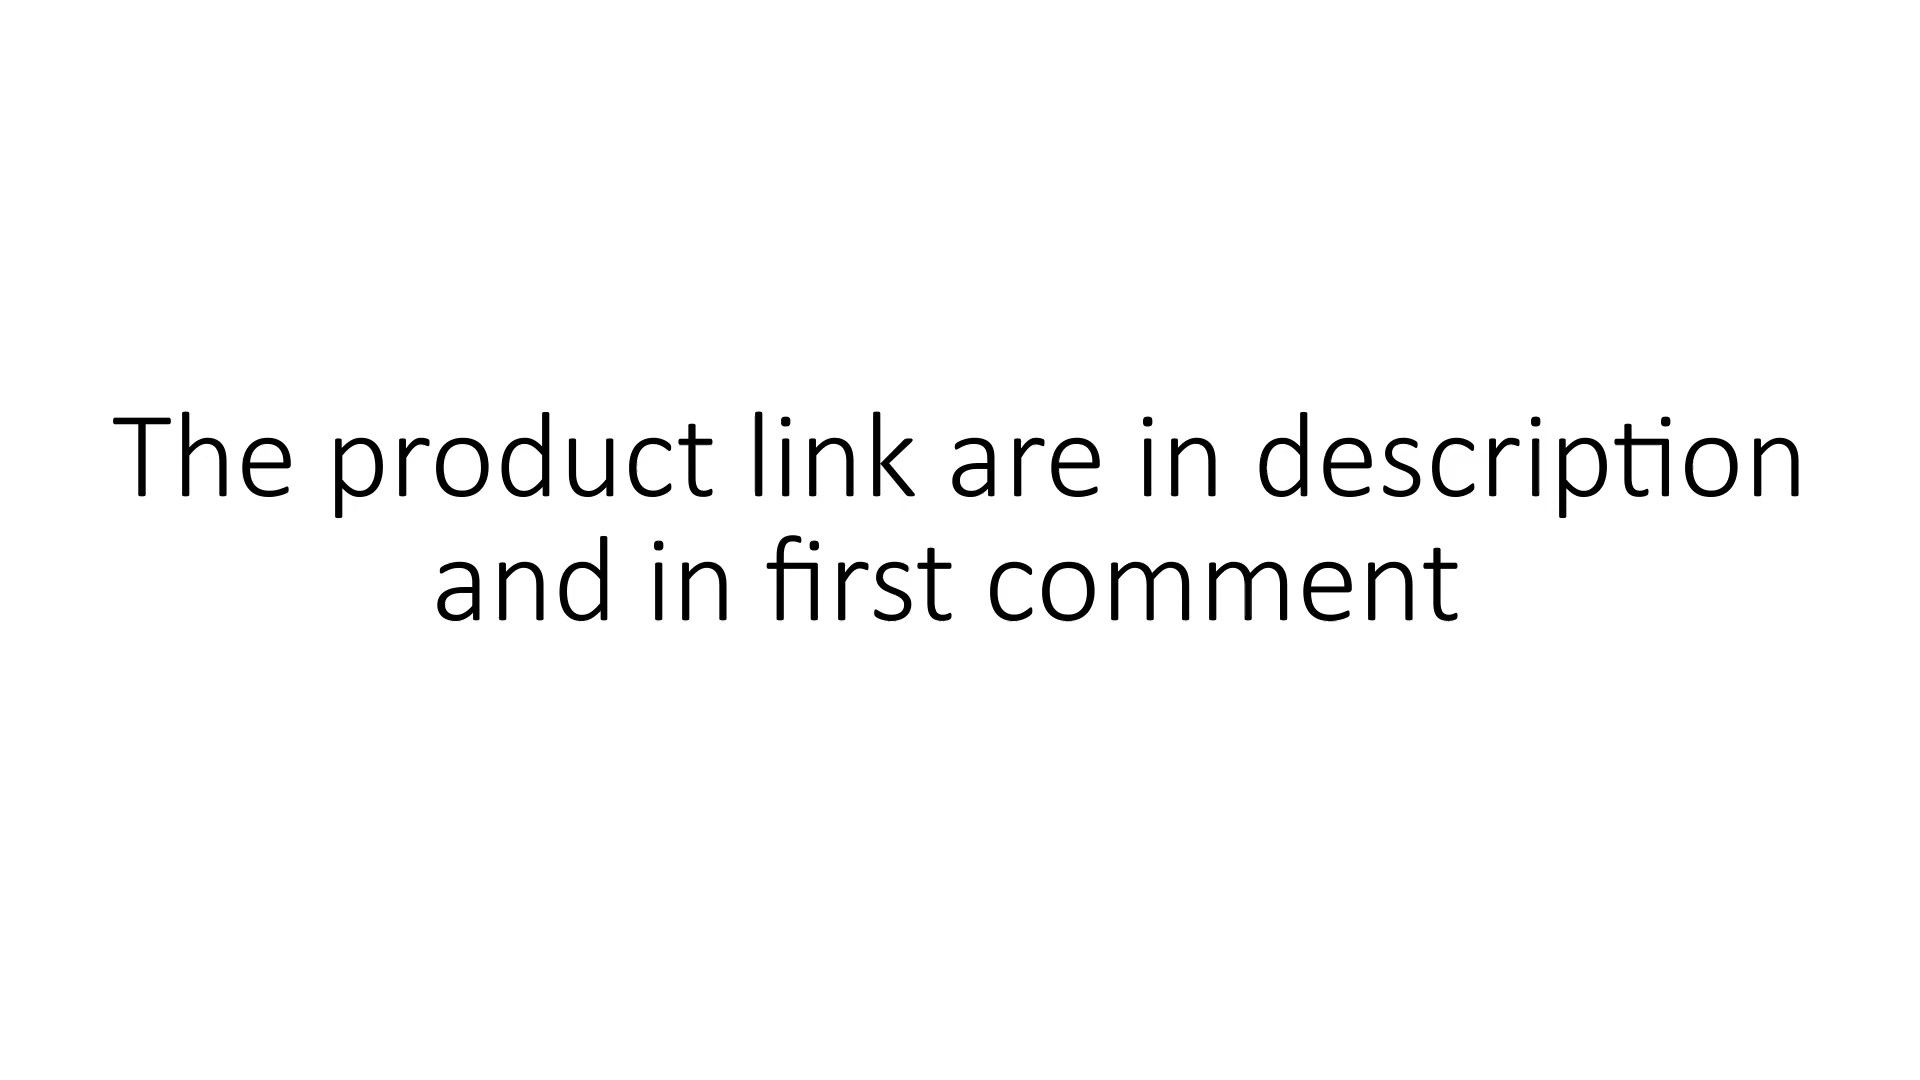 The product link are in description
and in first comment